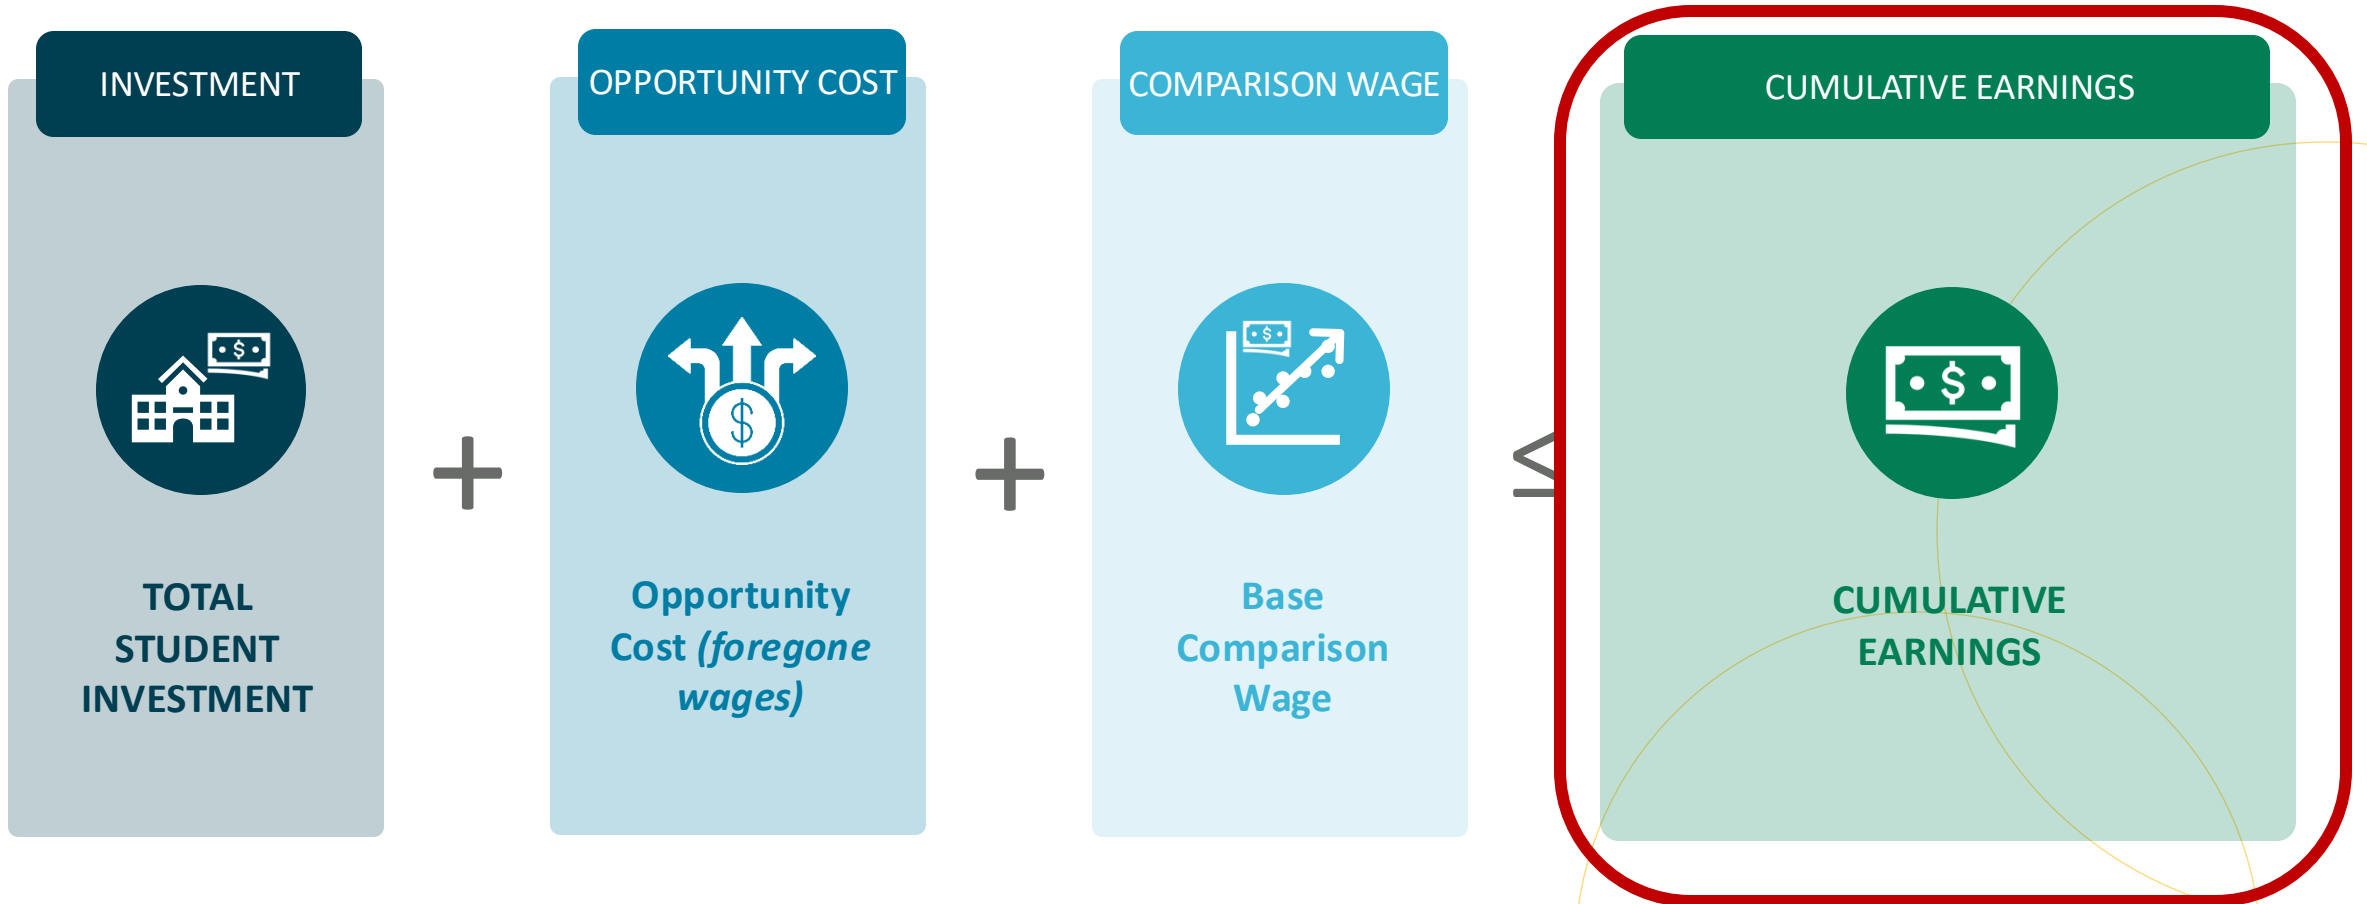 INVESTMENT
TOTAL
STUDENT
INVESTMENT
+
OPPORTUNITY COST
$
Opportunity
Cost (foregone
wages)
+
COMPARISON WAGE
$
Base
Comparison
Wage
≤
CUMULATIVE EARNINGS
$
CUMULATIVE
EARNINGS